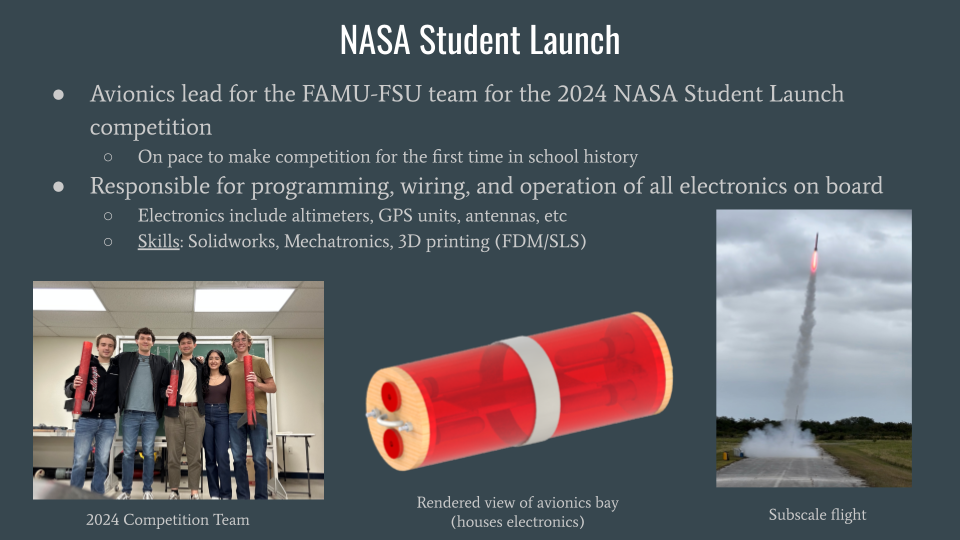 NASA Student Launch
● Avionics lead for the FAMU-FSU team for the 2024 NASA Student Launch
competition
○ On pace to make competition for the first time in school history
● Responsible for programming, wiring, and operation of all electronics on board
○ Electronics include altimeters, GPS units, antennas, etc
○ Skills: Solidworks, Mechatronics, 3D printing (FDM/SLS)
2024 Competition Team
Rendered view of avionics bay
(houses electronics)
Subscale flight